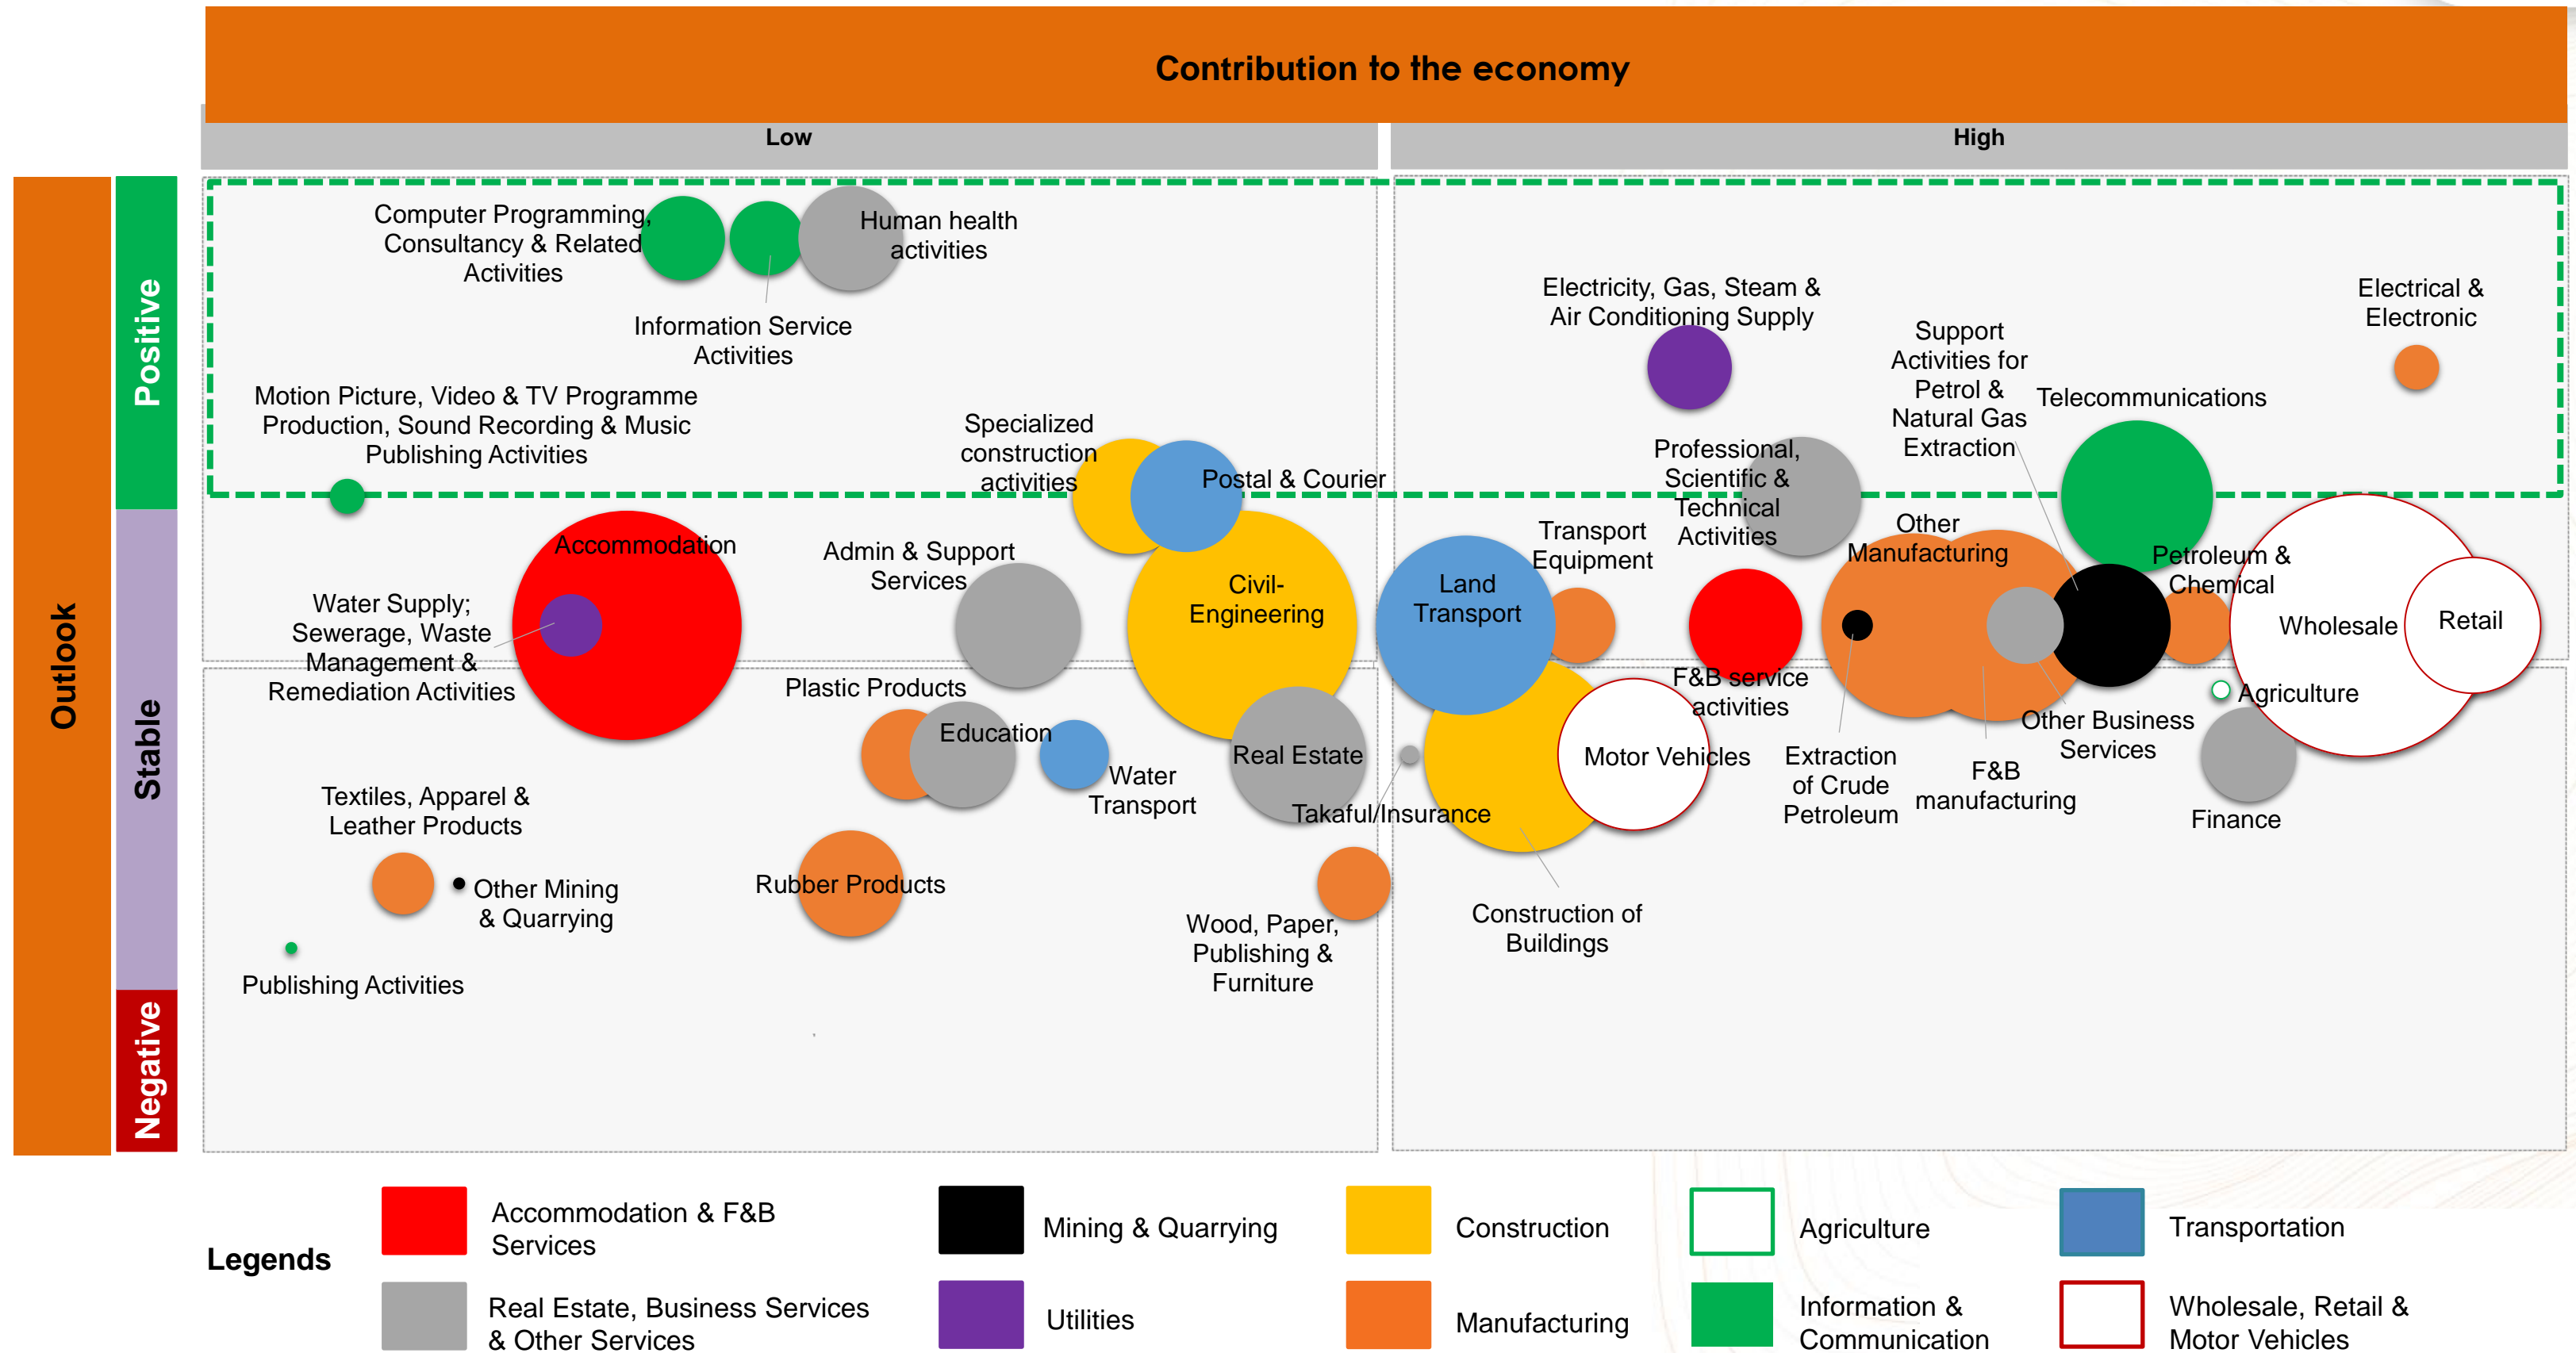 Contribution to the economy
Low
High
Outlook
Positive
Stable
Negative
Computer Programming,
Consultancy & Related
Activities
Human health
activities
Information Service
Activities
Motion Picture, Video & TV Programme
Production, Sound Recording & Music
Publishing Activities
Specialized
construction
activities
Postal & Courier
Electricity, Gas, Steam &
Air Conditioning Supply
Support
Activities for
Petrol &
Natural Gas
Extraction
Telecommunications
Electrical &
Electronic
Professional,
Scientific &
Technical
Activities
Accommodation
Admin & Support
Services
Civil-
Engineering
Land
Transport
Transport
Equipment
Other
Manufacturing
Petroleum &
Chemical
Wholesale
Retail
Water Supply;
Sewerage, Waste
Management &
Remediation Activities
F&B service
activities
Agriculture
Plastic Products
Education
Water
Transport
Real Estate
Takaful/Insurance
Motor Vehicles
Extraction
of Crude
Petroleum
F&B
manufacturing
Other Business
Services
Finance
Textiles, Apparel &
Leather Products
Other Mining
& Quarrying
Rubber Products
Wood, Paper,
Publishing &
Furniture
Construction of
Buildings
Publishing Activities
Legends
Accommodation & F&B
Services
Mining & Quarrying
Construction
Agriculture
Transportation
Real Estate, Business Services
& Other Services
Utilities
Manufacturing
Information &
Communication
Wholesale, Retail &
Motor Vehicles